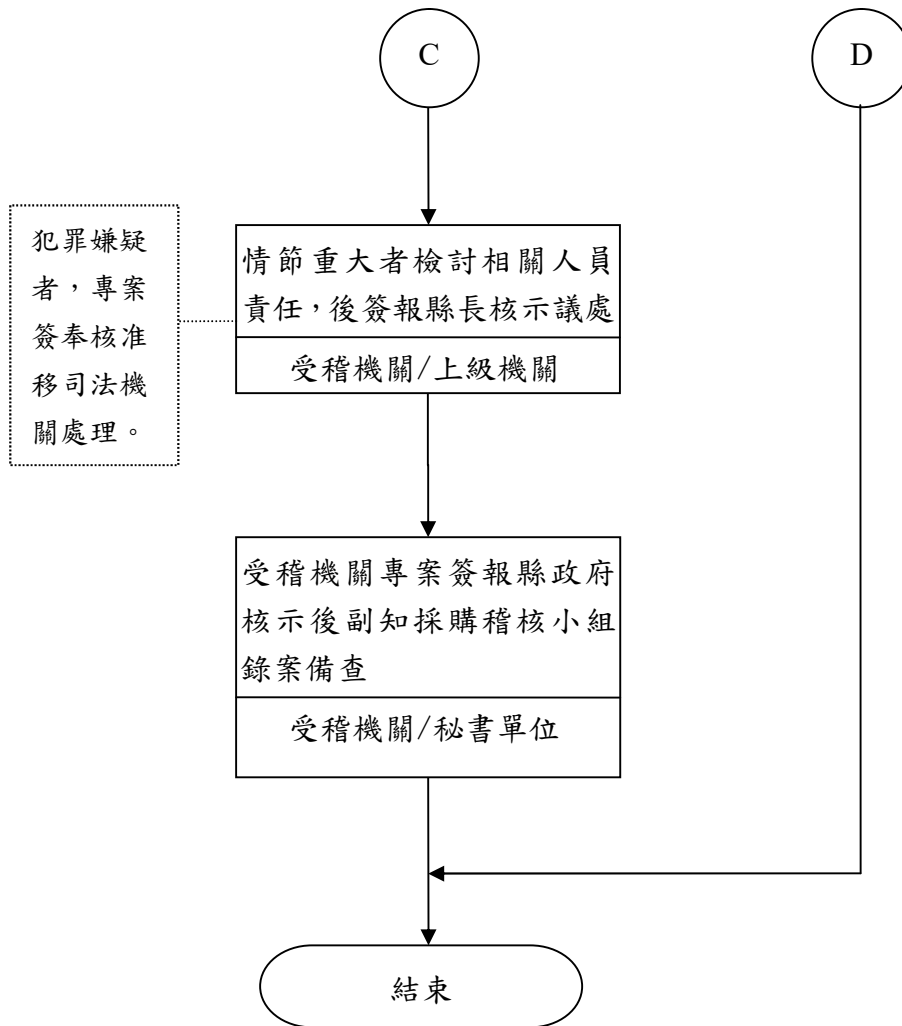 C
D
犯罪嫌疑
者，專案
簽奉核准
移司法機
關處理。
情節重大者檢討相關人員
責任，後簽報縣長核示議處
受稽機關/上級機關
受稽機關專案簽報縣政府
核示後副知採購稽核小組
錄案備查
受稽機關/秘書單位
結束